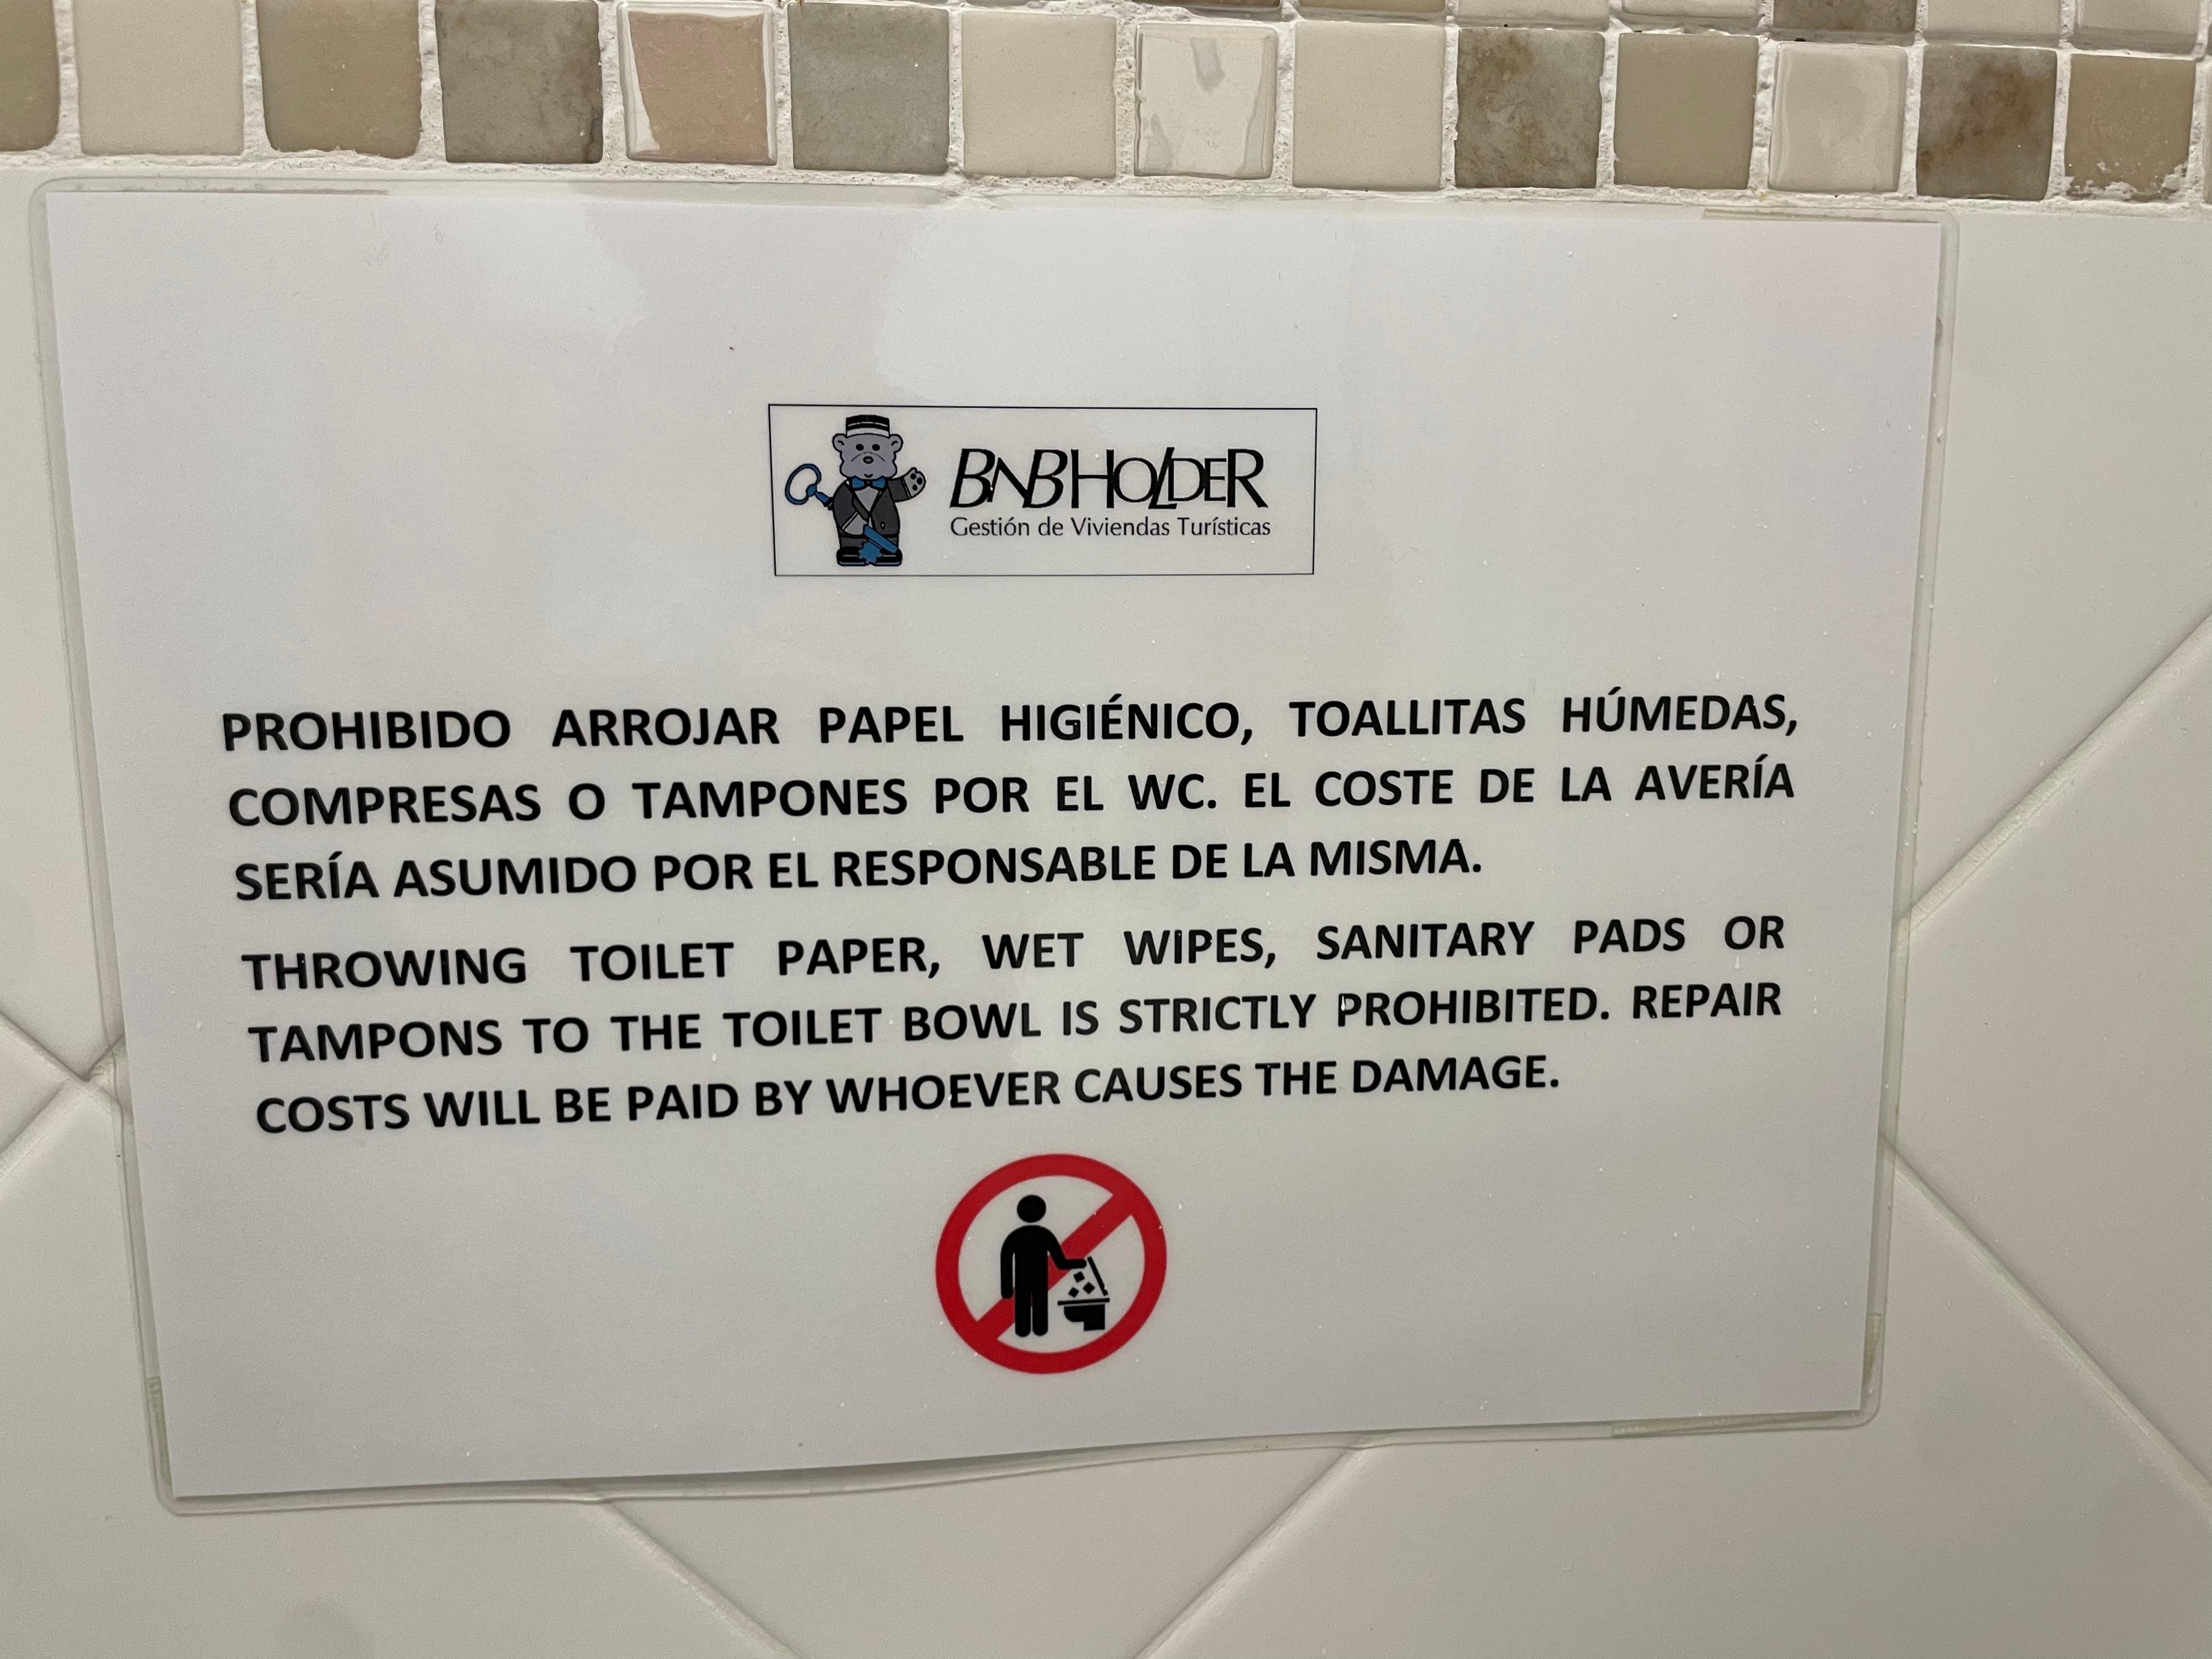 BNBHOLDER
Gestión de Viviendas Turísticas
PROHIBIDO ARROJAR PAPEL HIGIÉNICO, TOALLITAS HÚMEDAS,
COMPRESAS O TAMPONES POR EL WC. EL COSTE DE LA AVERÍA
SERÍA ASUMIDO POR EL RESPONSABLE DE LA MISMA.
THROWING TOILET PAPER, WET WIPES, SANITARY PADS OR
TAMPONS TO THE TOILET BOWL IS STRICTLY PROHIBITED. REPAIR
COSTS WILL BE PAID BY WHOEVER CAUSES THE DAMAGE.